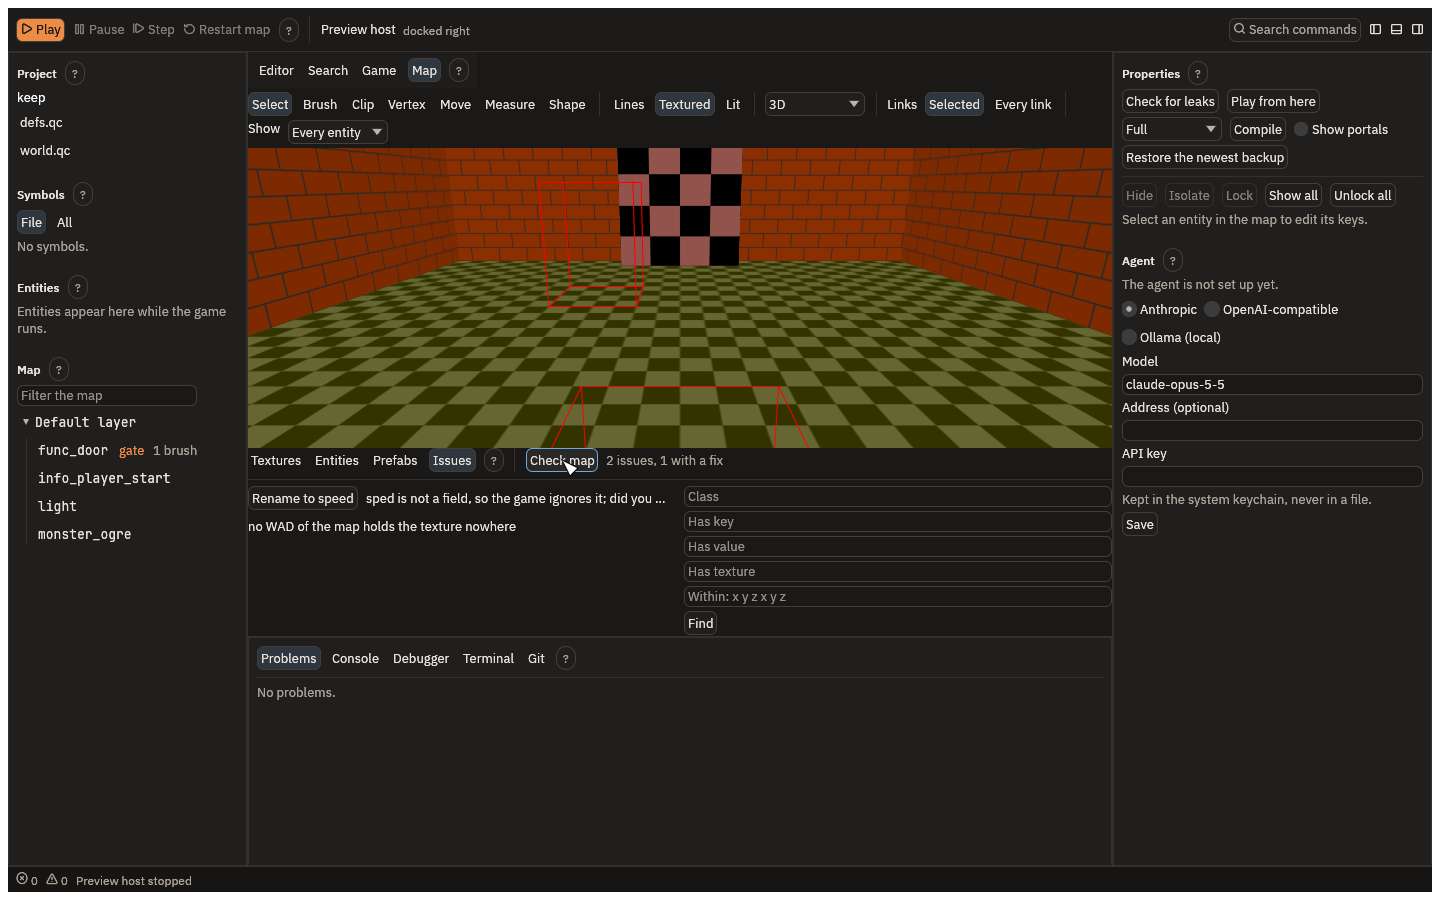 Play Pause Step Restart map ? Preview host docked right Search commands
Project ?
keep
defs.qc
world.qc
Symbols ?
File All
No symbols.
Entities ?
Entities appear here while the game
runs.
Map ?
Filter the map
Default layer
func_door gate 1 brush
info_player_start
light
monster_ogre
Editor Search Game Map ?
Select Brush Clip Vertex Move Measure Shape Lines Textured Lit 3D Links Selected Every link
Show Every entity
Textures Entities Prefabs Issues ? Check map 2 issues, 1 with a fix
Rename to speed sped is not a field, so the game ignores it; did you ...
no WAD of the map holds the texture nowhere
Class
Has key
Has value
Has texture
Within: x y z x y z
Find
Problems Console Debugger Terminal Git ?
No problems.
Properties ?
Check for leaks Play from here
Full Compile Show portals
Restore the newest backup
Hide Isolate Lock Show all Unlock all
Select an entity in the map to edit its keys.
Agent ?
The agent is not set up yet.
Anthropic OpenAI-compatible
Ollama (local)
Model
claude-opus-5-5
Address (optional)
API key
Kept in the system keychain, never in a file.
Save
0 0 Preview host stopped